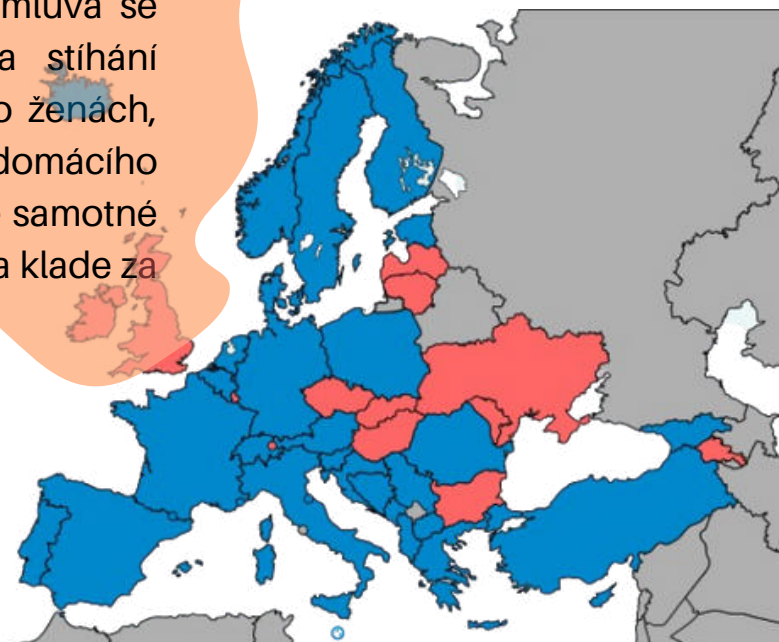 mluva se
a stíhání
o ženách,
domácího
samotné
a klade za